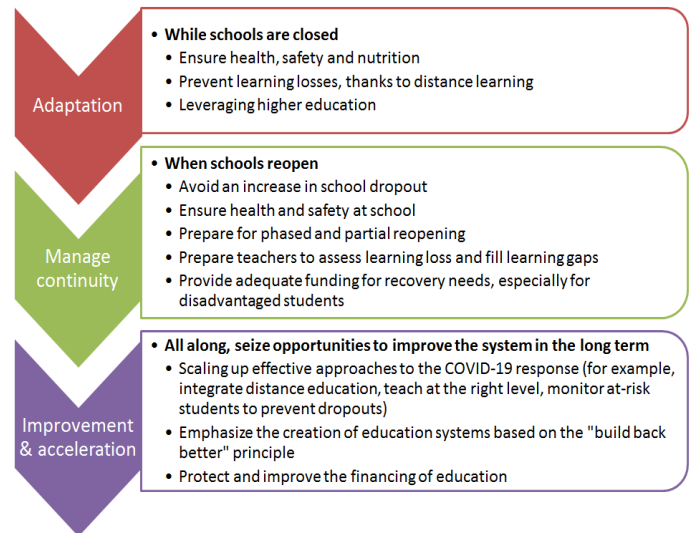 Adaptation
• While schools are closed
• Ensure health, safety and nutrition
• Prevent learning losses, thanks to distance learning
• Leveraging higher education
Manage
continuity
• When schools reopen
• Avoid an increase in school dropout
• Ensure health and safety at school
• Prepare for phased and partial reopening
• Prepare teachers to assess learning loss and fill learning gaps
• Provide adequate funding for recovery needs, especially for
disadvantaged students
Improvement
& acceleration
• All along, seize opportunities to improve the system in the long term
• Scaling up effective approaches to the COVID-19 response (for example,
integrate distance education, teach at the right level, monitor at-risk
students to prevent dropouts)
• Emphasize the creation of education systems based on the "build back
better" principle
• Protect and improve the financing of education